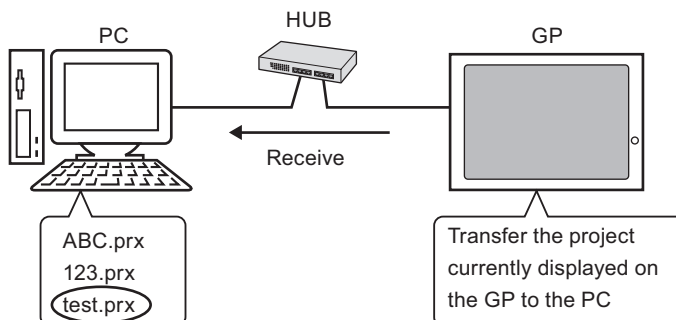 PC
HUB
GP
Receive
ABC.prx
123.prx
test.prx
Transfer the project
currently displayed on
the GP to the PC